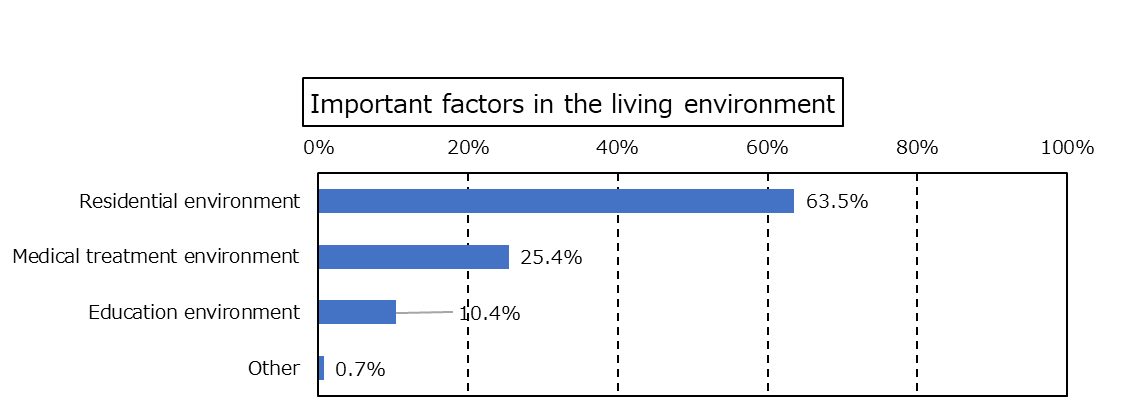 Important factors in the living environment
0% 20% 40% 60% 80% 100%
Residential environment 63.5%
Medical treatment environment 25.4%
Education environment 10.4%
Other 0.7%